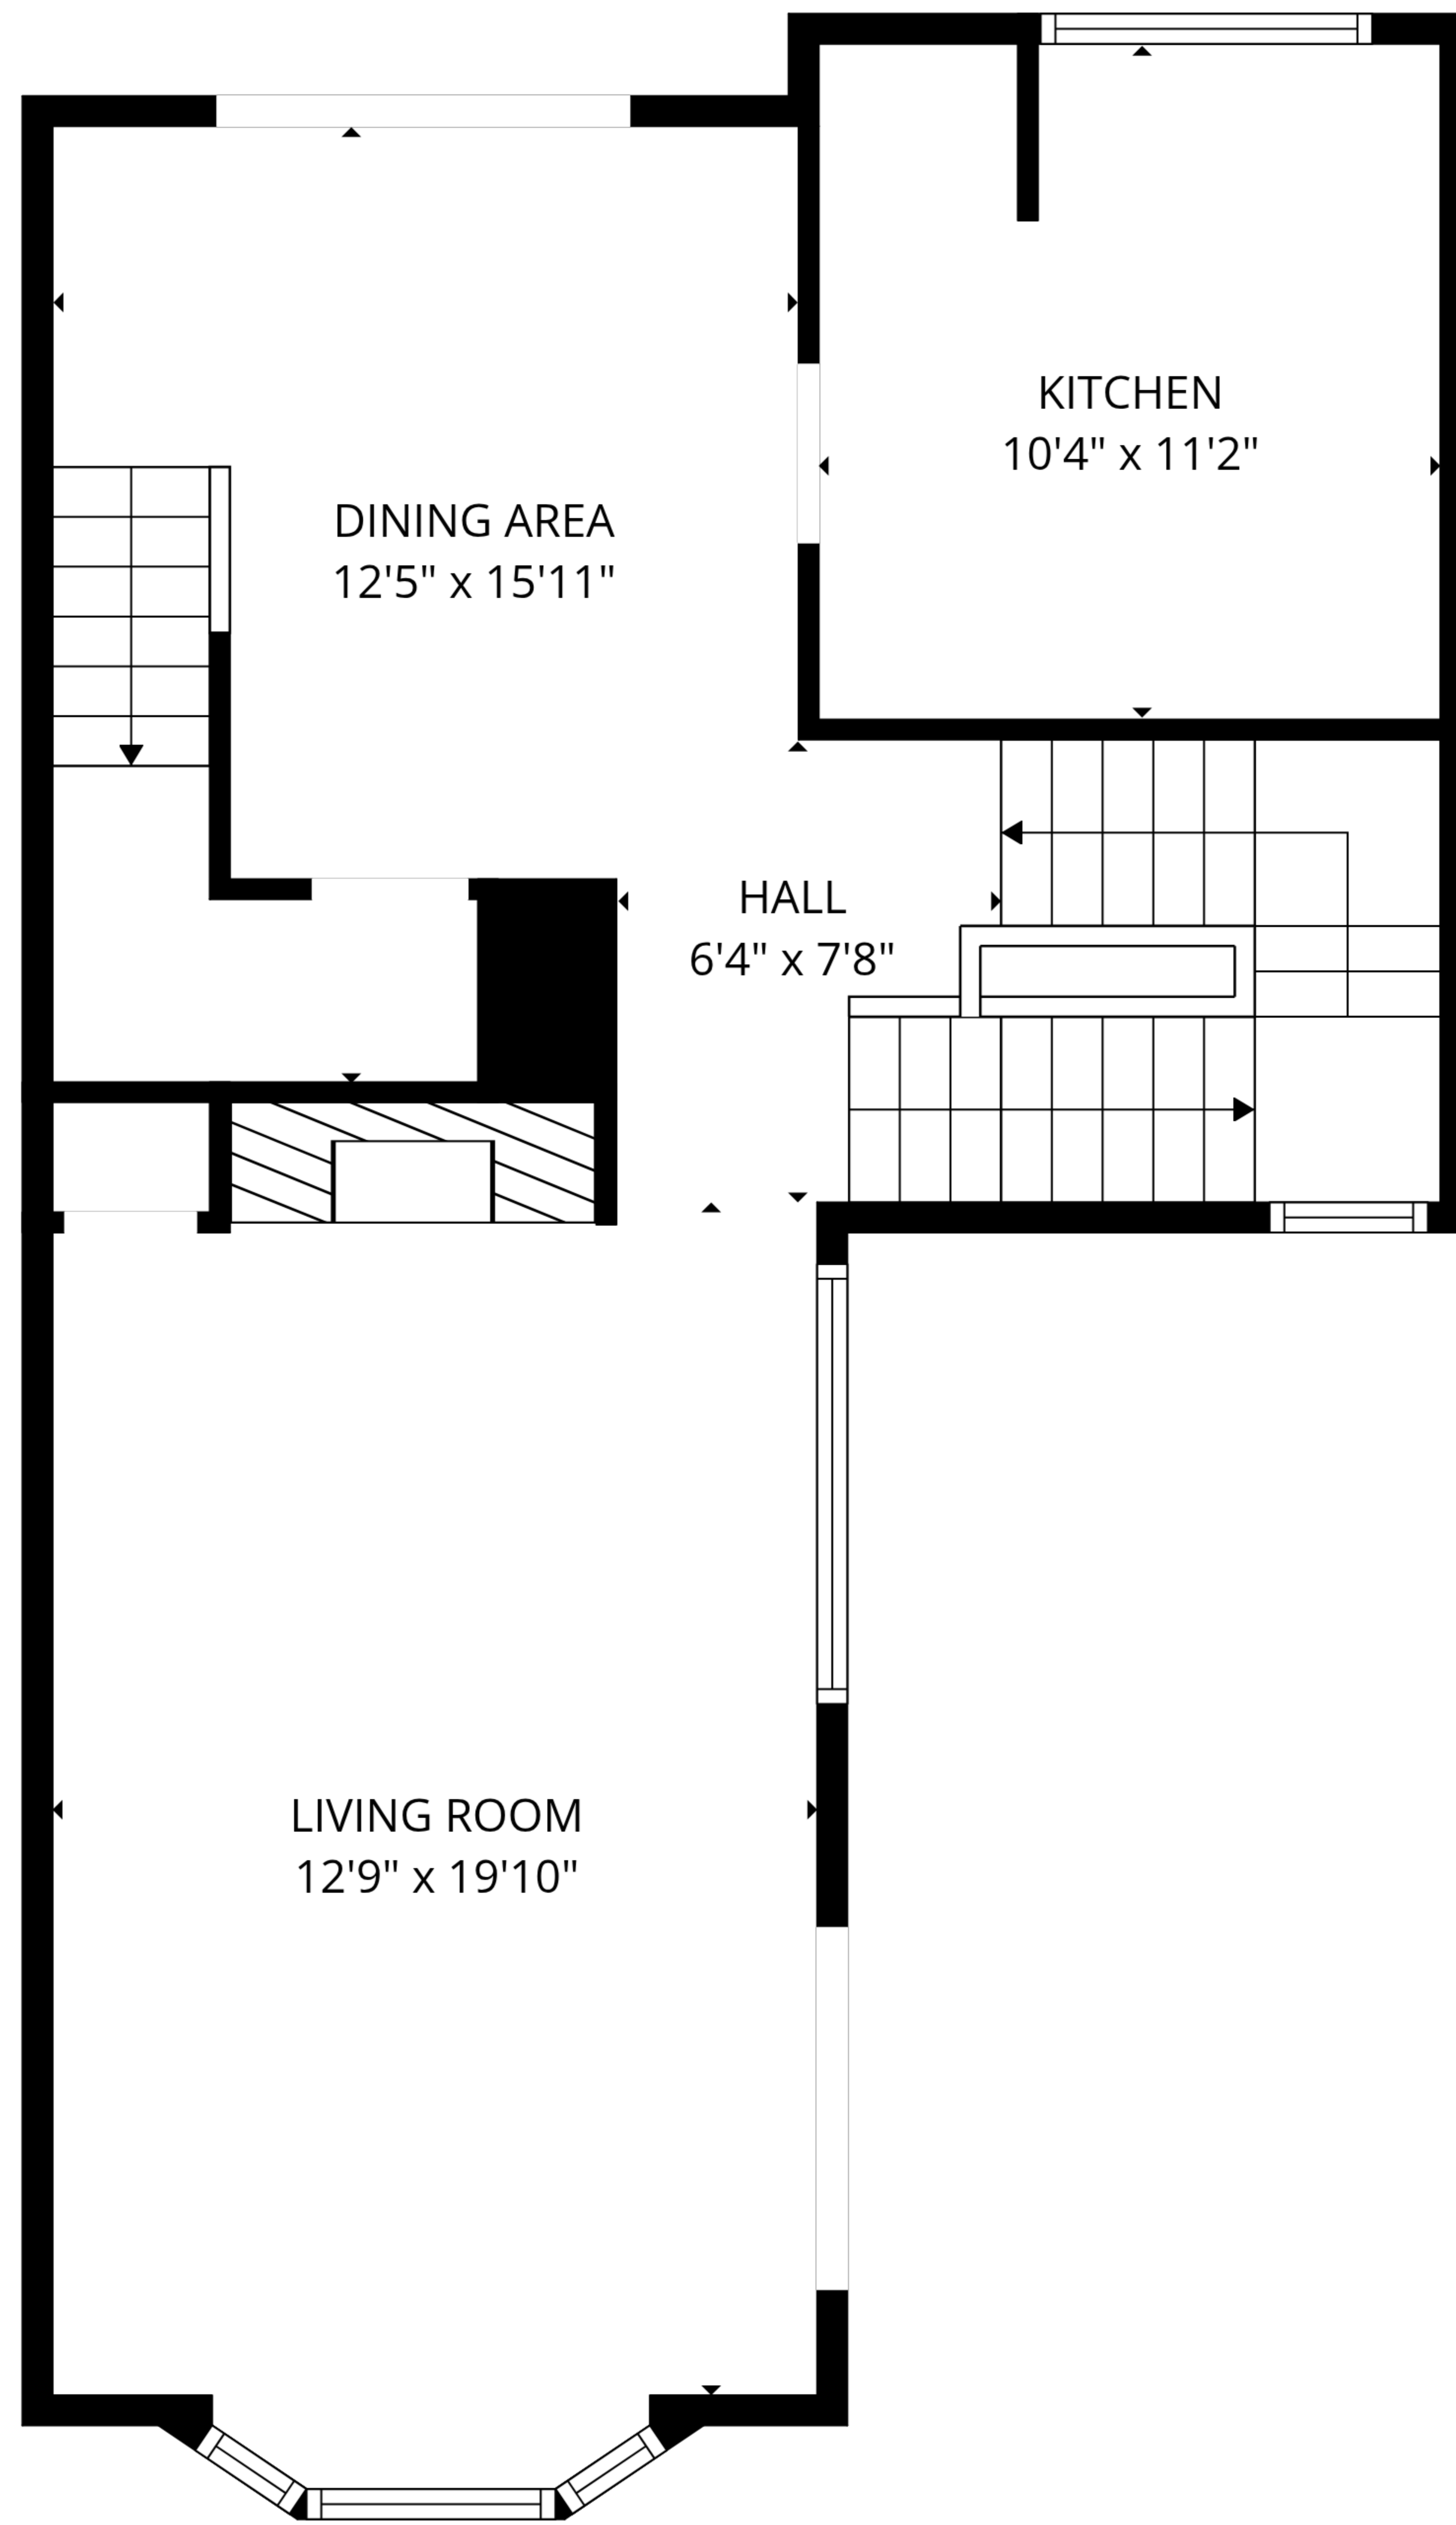 KITCHEN
10'4" x 11'2"
DINING AREA
12'5" x 15'11"
HALL
6'4" x 7'8"
LIVING ROOM
12'9" x 19'10"